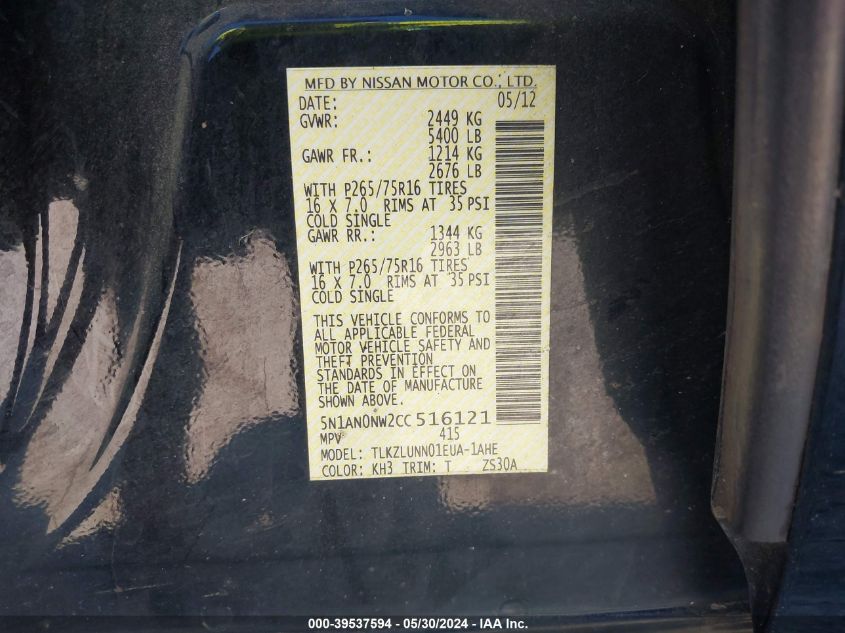 MFD BY NISSAN MOTOR CO., LTD.
DATE: 05/12
GVWR: 2449 KG
5400 LB
GAWR FR.: 1214 KG
2676 LB
WITH P265/75R16 TIRES
16 X 7.0 RIMS AT 35 PSI
COLD SINGLE
GAWR RR.: 1344 KG
2963 LB
WITH P265/75R16 TIRES
16 X 7.0 RIMS AT 35 PSI
COLD SINGLE
THIS VEHICLE CONFORMS TO
ALL APPLICABLE FEDERAL
MOTOR VEHICLE SAFETY AND
THEFT PREVENTION
STANDARDS IN EFFECT ON
THE DATE OF MANUFACTURE
SHOWN ABOVE.
5N1AN0NW2CC516121
MPV 415
MODEL: TLKZLUNN01EUA-1AHE
COLOR: KH3 TRIM: T ZS30A
000-39537594 - 05/30/2024 - IAA Inc.